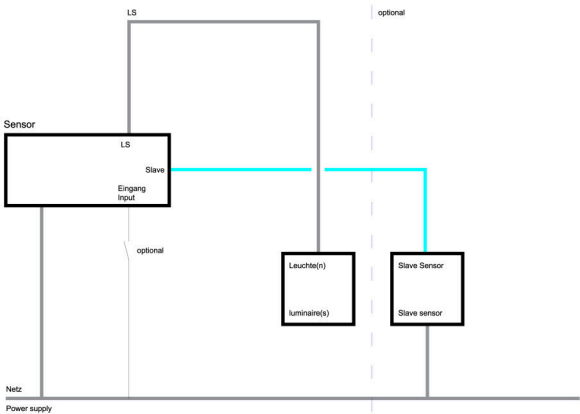 LS
optional
Sensor
LS
Slave
Eingang
Input
optional
Leuchte(n)
luminaire(s)
Slave Sensor
Slave sensor
Netz
Power supply